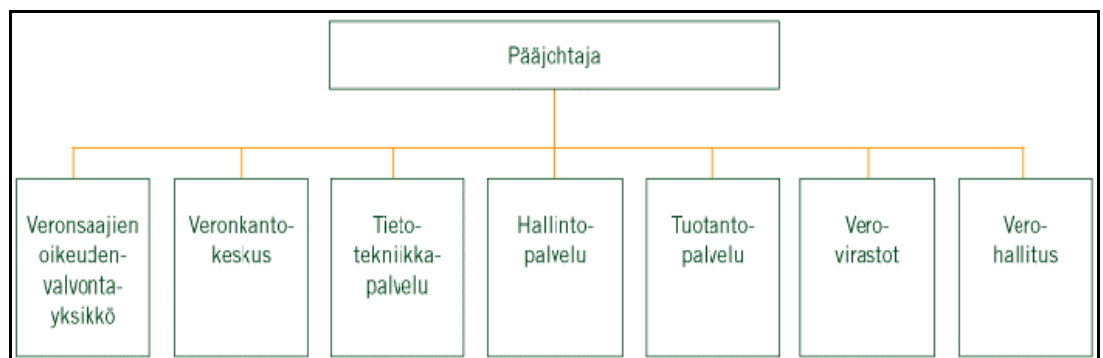 Pääjohtaja
Veronsaajien
oikeuden-
valvonta-
yksikkö
Veronkanto-
keskus
Tieto-
tekniikka-
palvelu
Hallinto-
palvelu
Tuotanto-
palvelu
Vero-
virastot
Vero-
hallitus